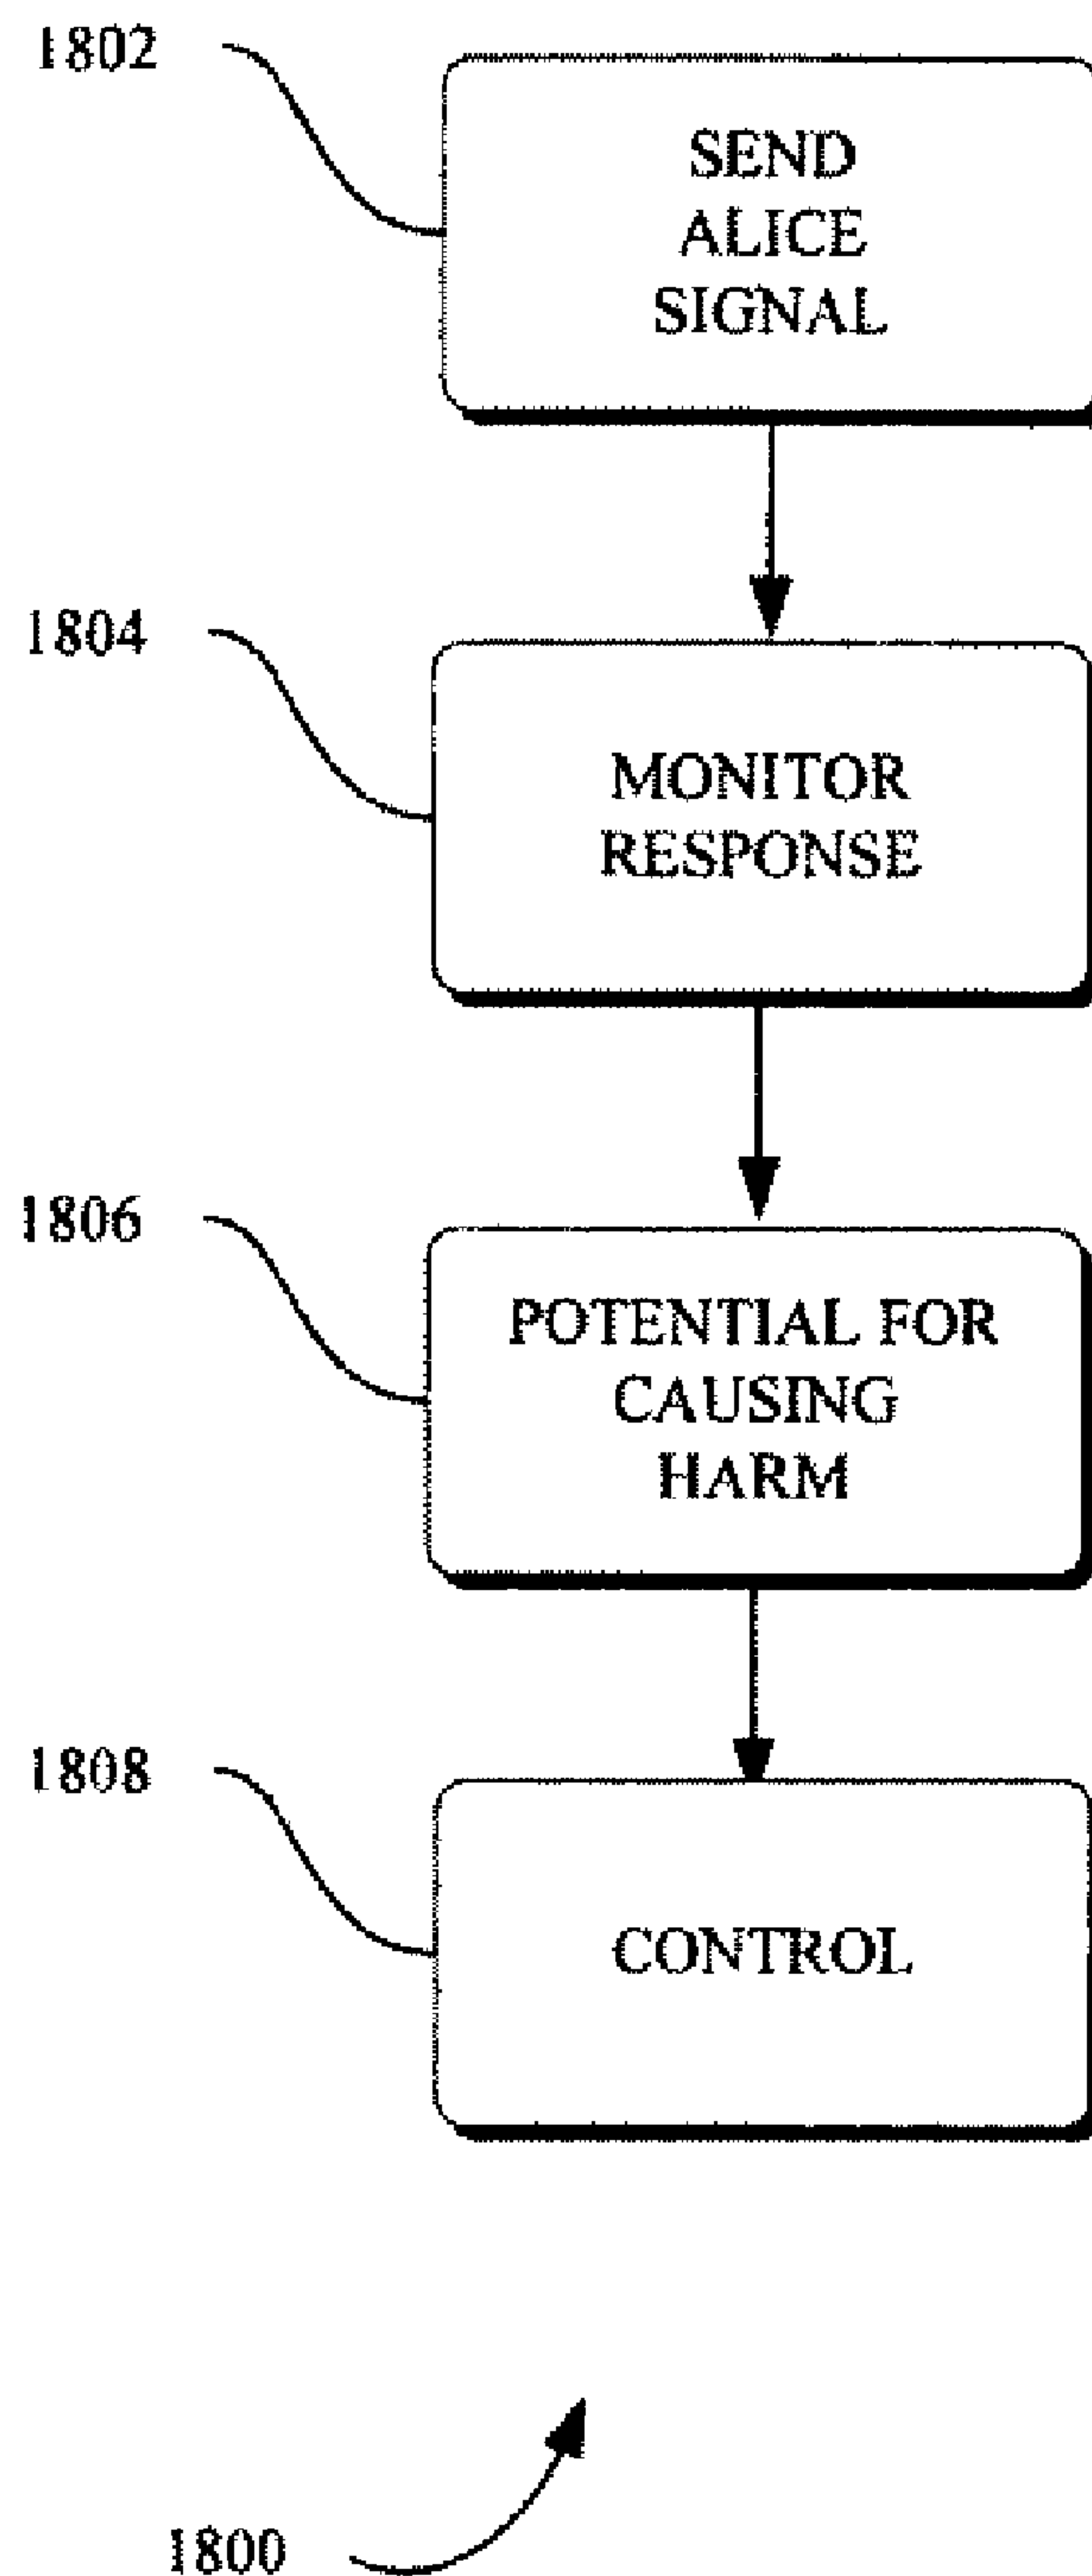 1802
SEND
ALICE
SIGNAL
1804
MONITOR
RESPONSE
1806
POTENTIAL FOR
CAUSING
HARM
1808
CONTROL
1800